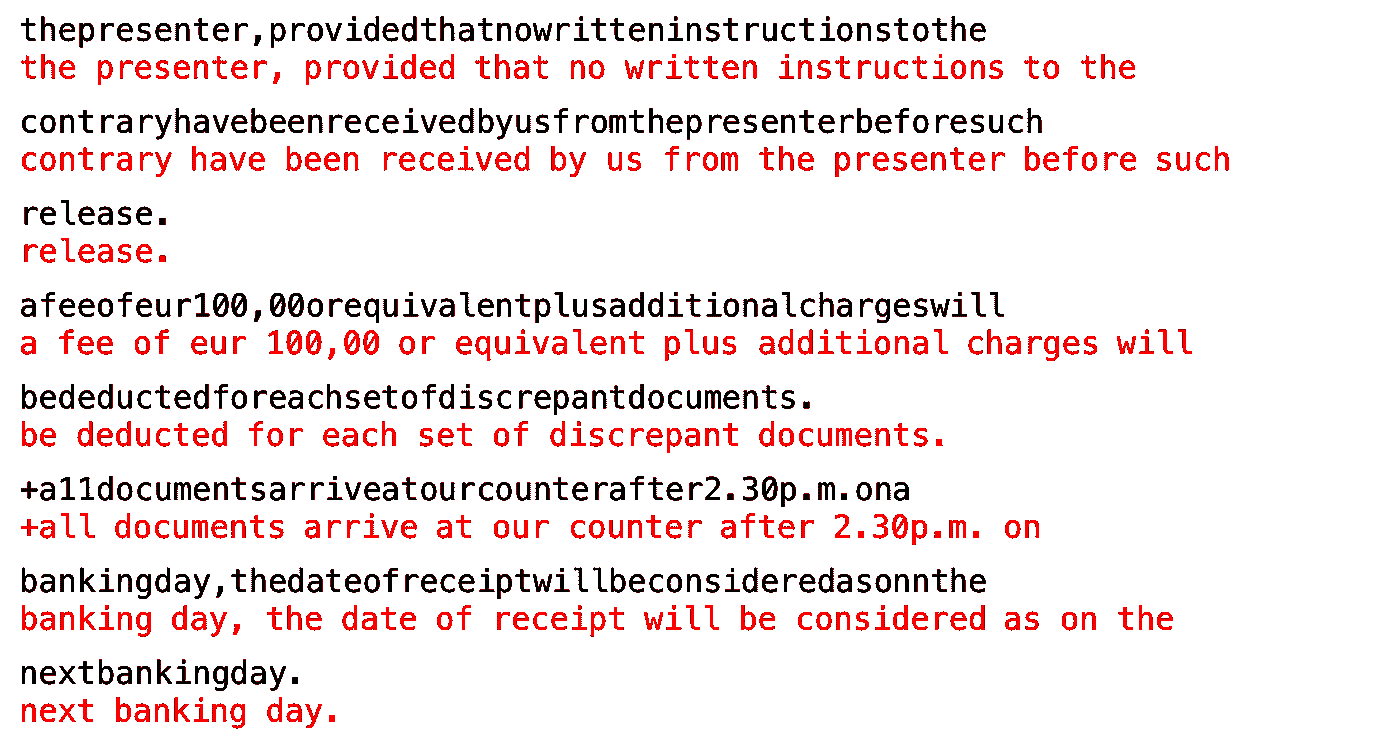 thepresenter,providedthatnowritteninstructionstothe
the presenter, provided that no written instructions to the
contraryhavebeenreceivedbyusfromthepresenterbeforesuch
contrary have been received by us from the presenter before such
release.
release.
afeeofeur100,00orequivalentplusadditionalchargeswill
a fee of eur 100,00 or equivalent plus additional charges will
bedeductedforeachsetofdiscrepantdocuments.
be deducted for each set of discrepant documents.
+a11documentsarriveatourcounterafter2.30p.m.ona
+all documents arrive at our counter after 2.30p.m. on
bankingday,thedateofreceiptwillbeconsideredasonnthe
banking day, the date of receipt will be considered as on the
nextbankingday.
next banking day.